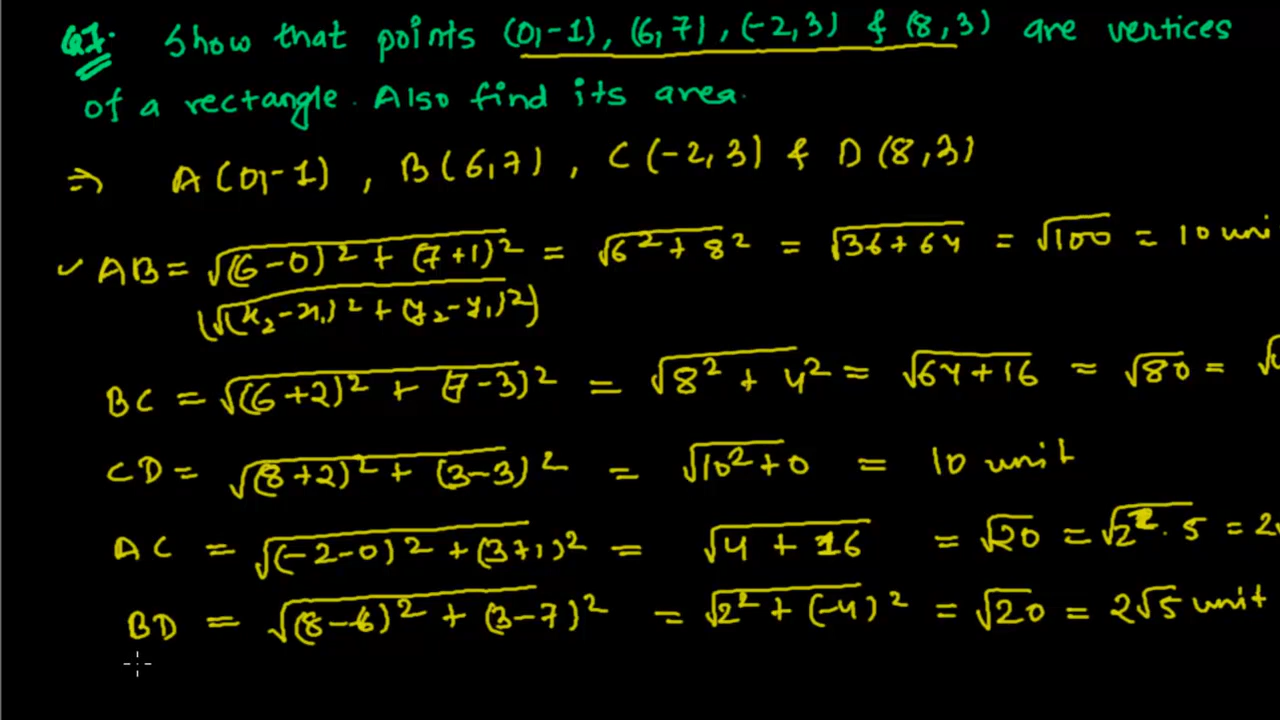 Q7. Show that points (0,-1), (6,7), (-2,3) & (8,3) are vertices
of a rectangle. Also find its area.
⇒ A(0,-1), B(6,7), C(-2,3) & D(8,3)
✓ AB = √(6-0)² + (7+1)² = √6² + 8² = √36+64 = √100 = 10 uni
(√(x₂-x₁)² + (y₂-y₁)²)
BC = √(6+2)² + (7-3)² = √8² + 4² = √64+16 = √80 =
CD = √(8+2)² + (3-3)² = √10²+0 = 10 unit
AC = √(-2-0)² + (3+1)² = √4 + 16 = √20 = √2².5 = 2
BD = √(8-6)² + (3-7)² = √2² + (-4)² = √20 = 2√5 unit